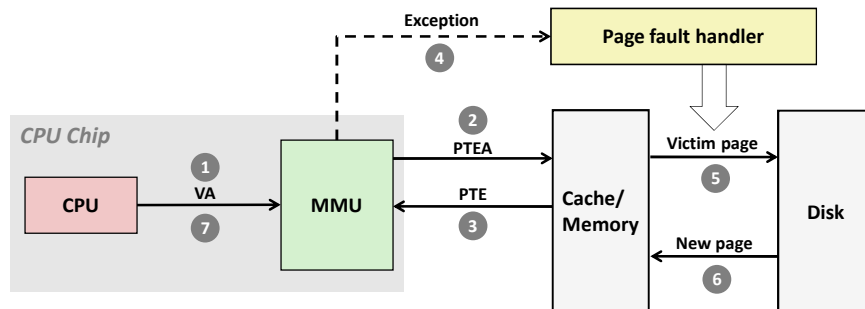 Exception
Page fault handler
4
CPU Chip
2
1
PTEA
Victim page
CPU
VA
MMU
PTE
5
Cache/
Memory
Disk
7
3
New page
6